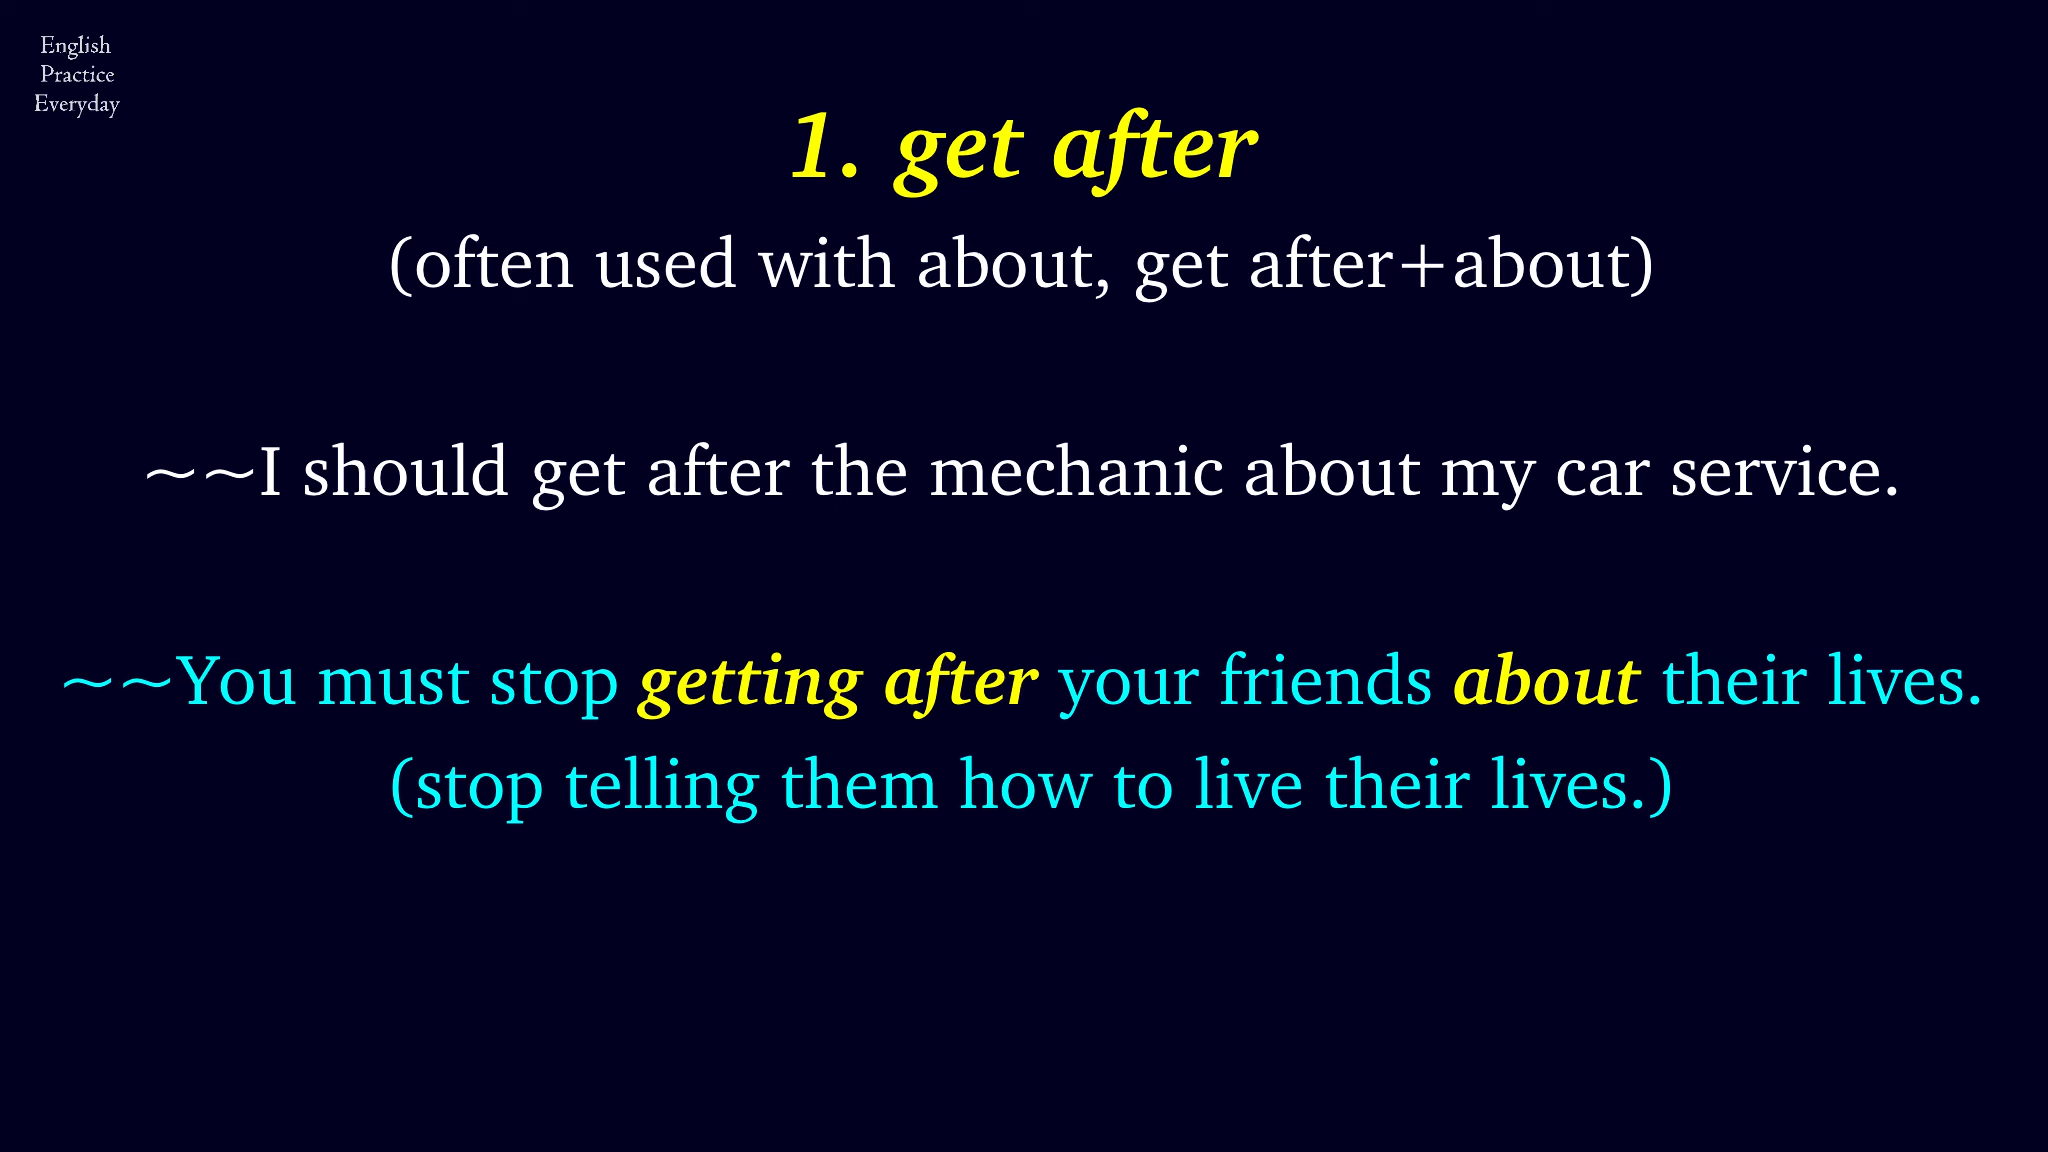 English
Practice
Everyday
1. get after
(often used with about, get after+about)
~~I should get after the mechanic about my car service.
~~You must stop getting after your friends about their lives.
(stop telling them how to live their lives.)